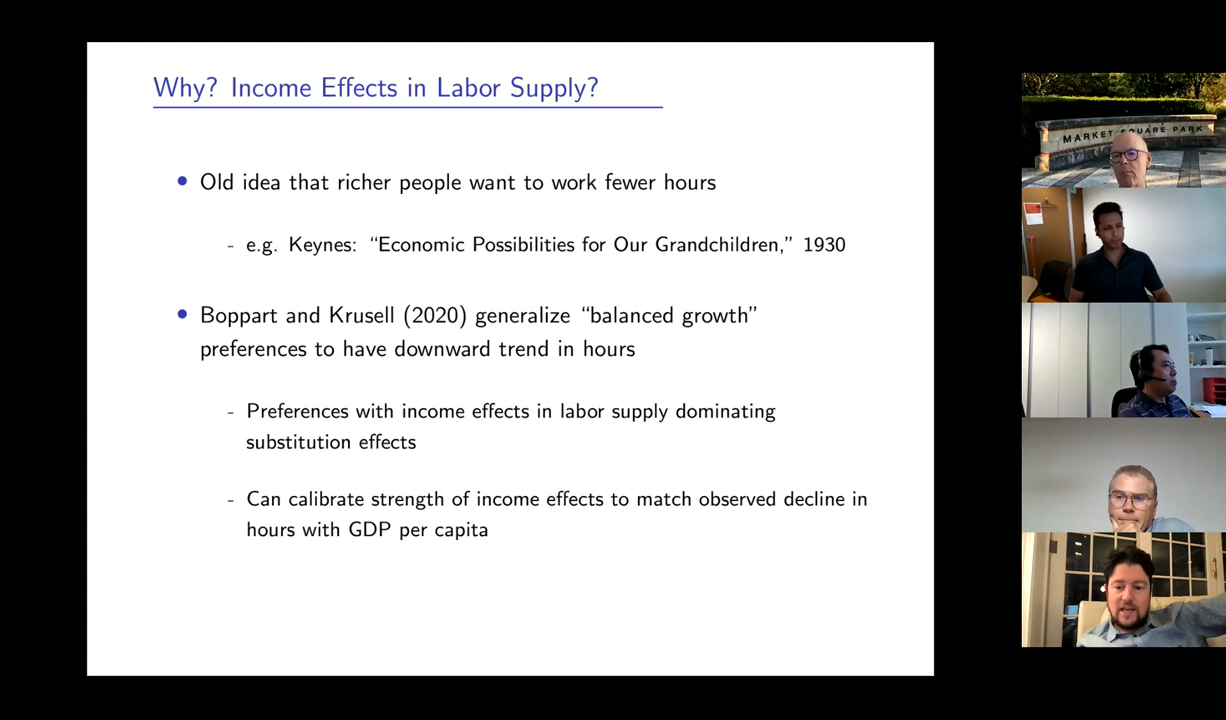 Why? Income Effects in Labor Supply?
• Old idea that richer people want to work fewer hours
- e.g. Keynes: “Economic Possibilities for Our Grandchildren,” 1930
• Boppart and Krusell (2020) generalize “balanced growth”
preferences to have downward trend in hours
- Preferences with income effects in labor supply dominating
substitution effects
- Can calibrate strength of income effects to match observed decline in
hours with GDP per capita
MARKET SQUARE PARK